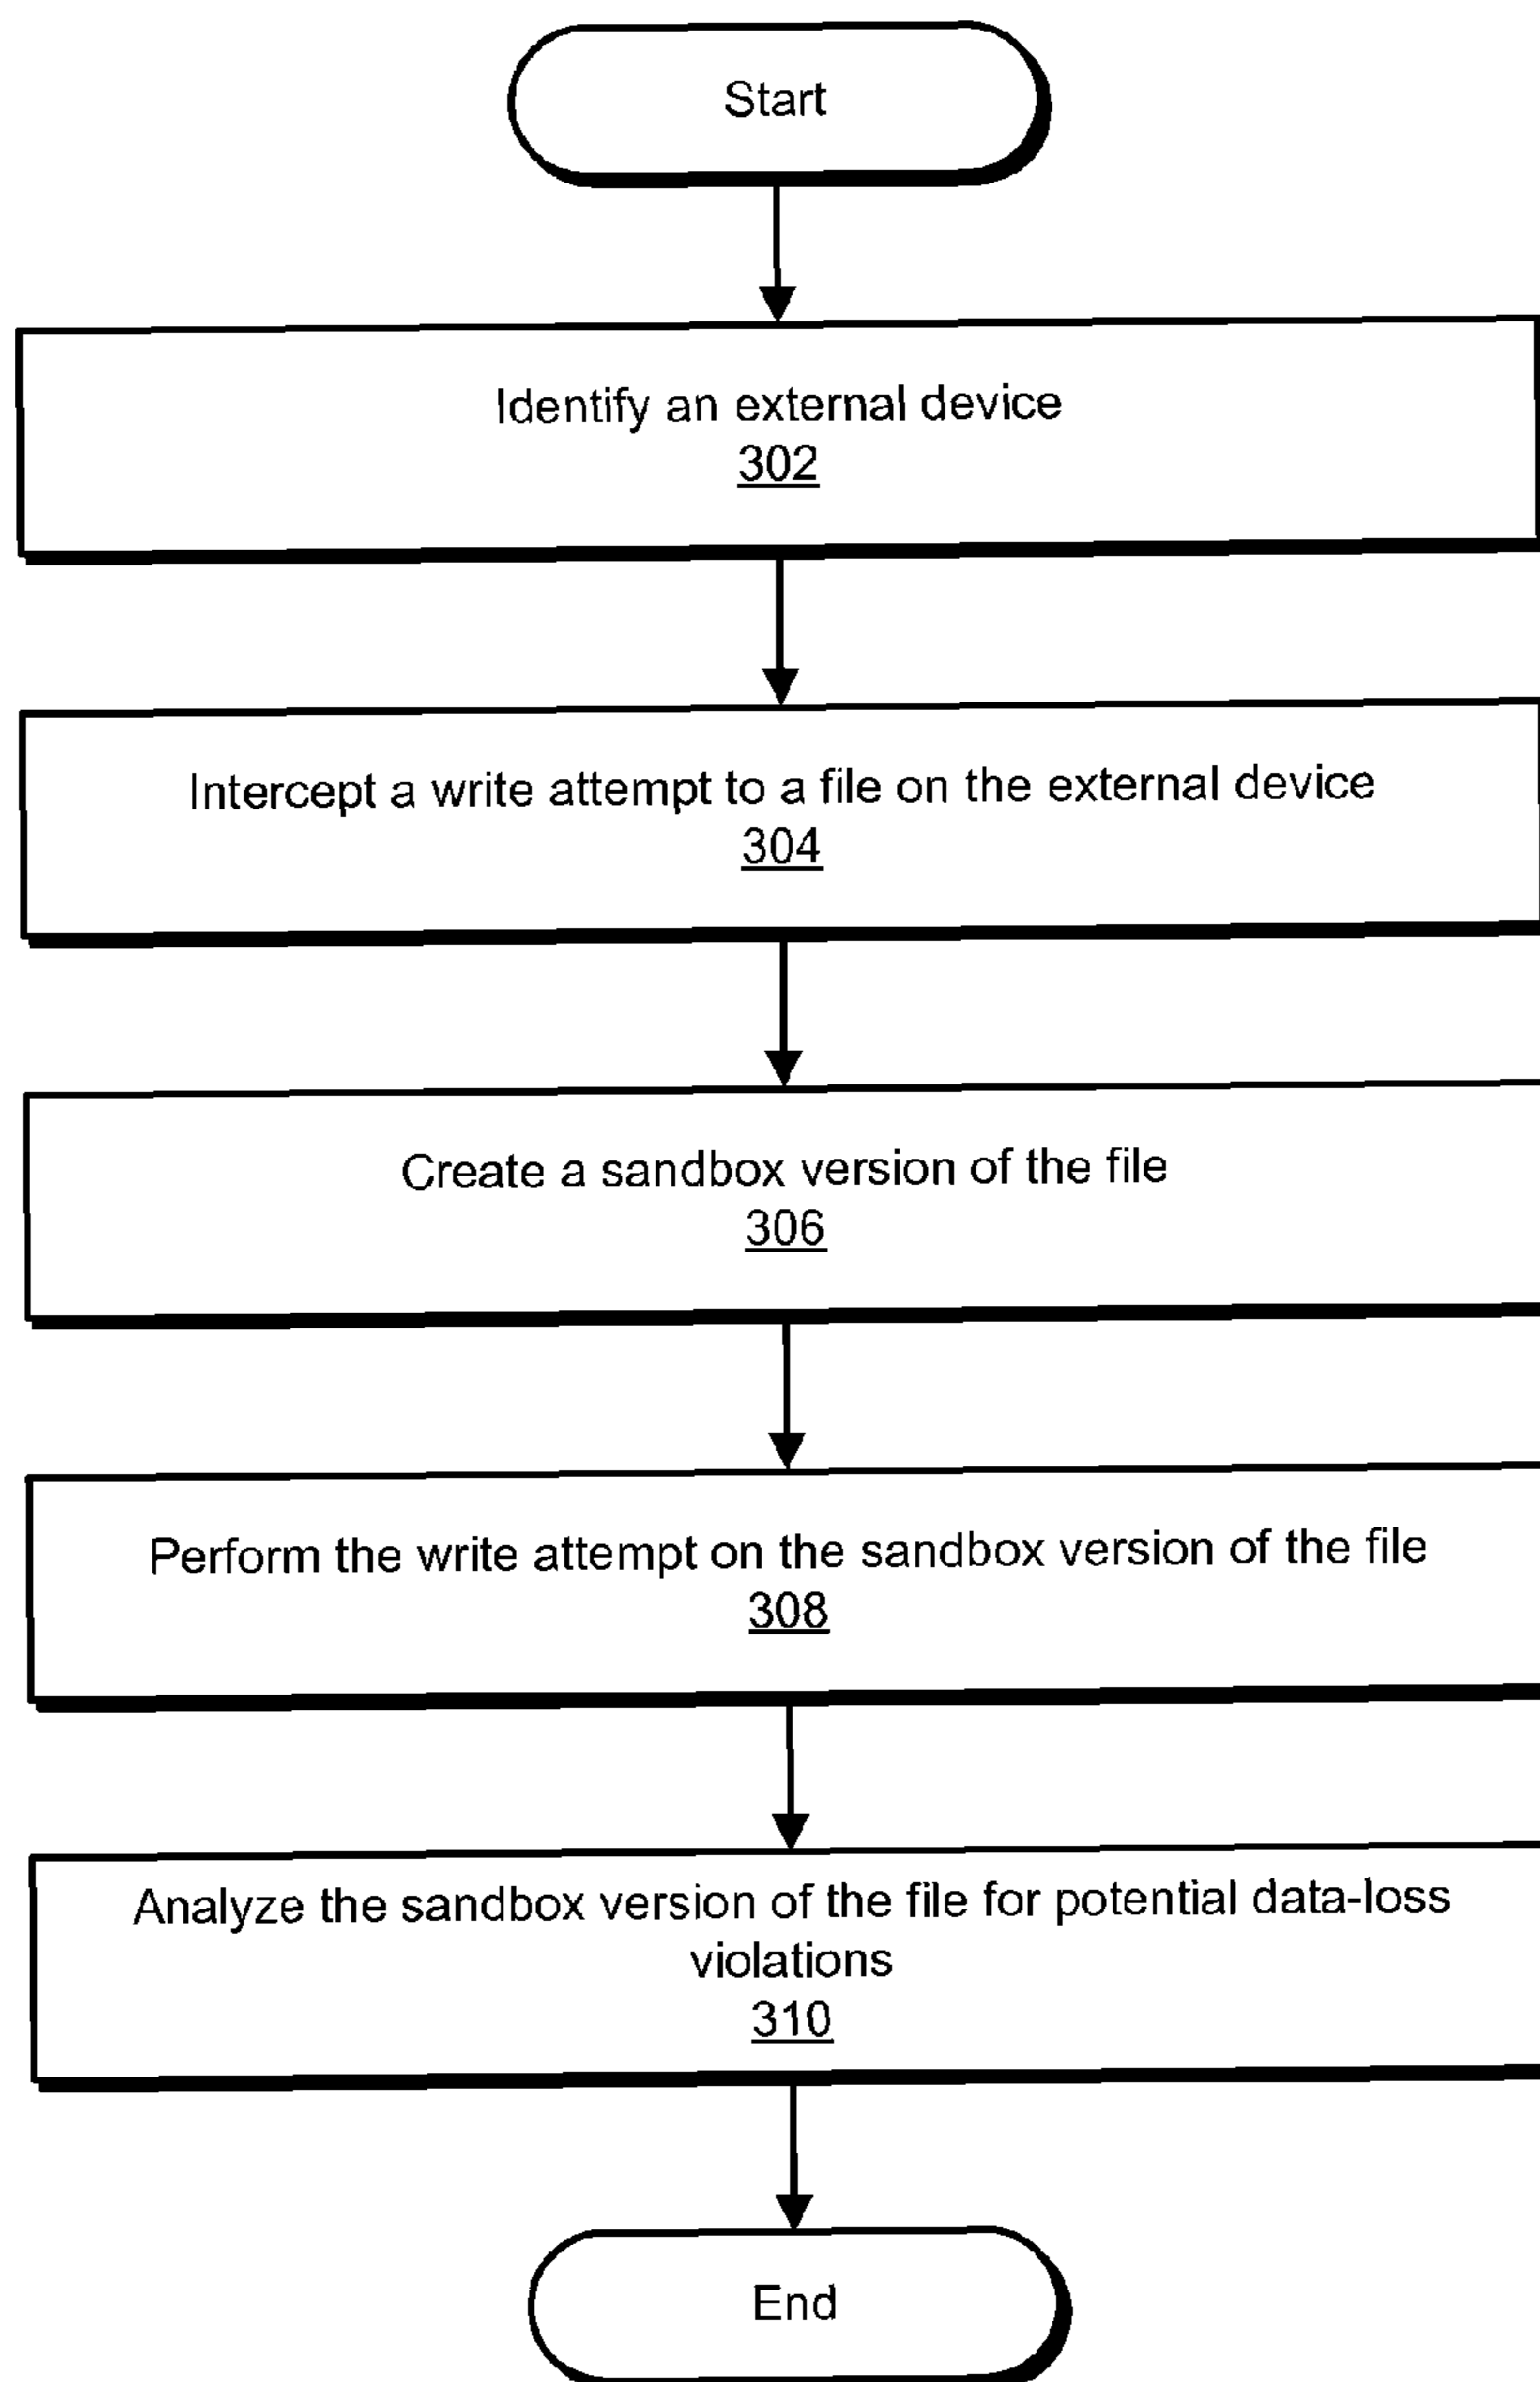 Start
Identify an external device
302
Intercept a write attempt to a file on the external device
304
Create a sandbox version of the file
306
Perform the write attempt on the sandbox version of the file
308
Analyze the sandbox version of the file for potential data-loss
violations
310
End